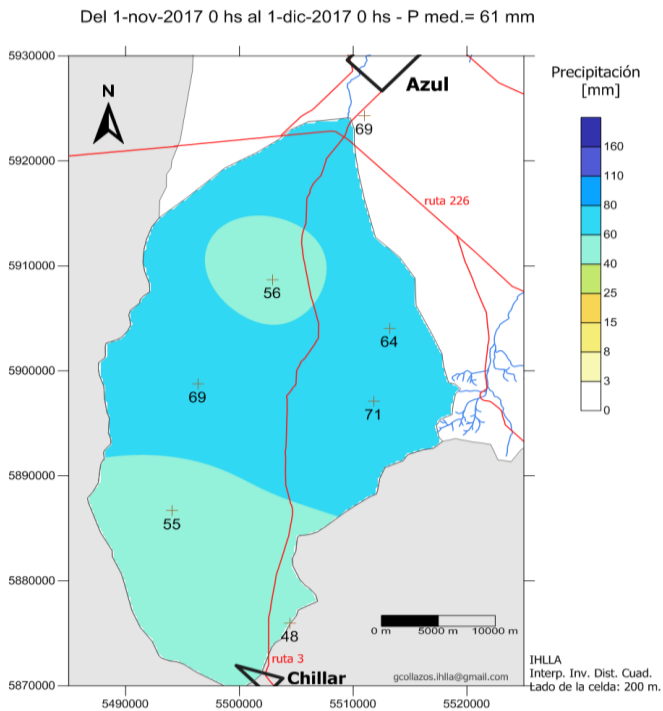 Del 1-nov-2017 0 hs al 1-dic-2017 0 hs - P med.= 61 mm
5930000
5920000
5910000
5900000
5890000
5880000
5870000
N
Azul
69
ruta 226
56
64
69
71
55
48
ruta 3
Chillar
0 m 5000 m 10000 m
gcollazos.ihlla@gmail.com
5490000 5500000 5510000 5520000
Precipitación
[mm]
160
110
80
60
40
25
15
8
3
0
IHLLA
Interp. Inv. Dist. Cuad.
Lado de la celda: 200 m.